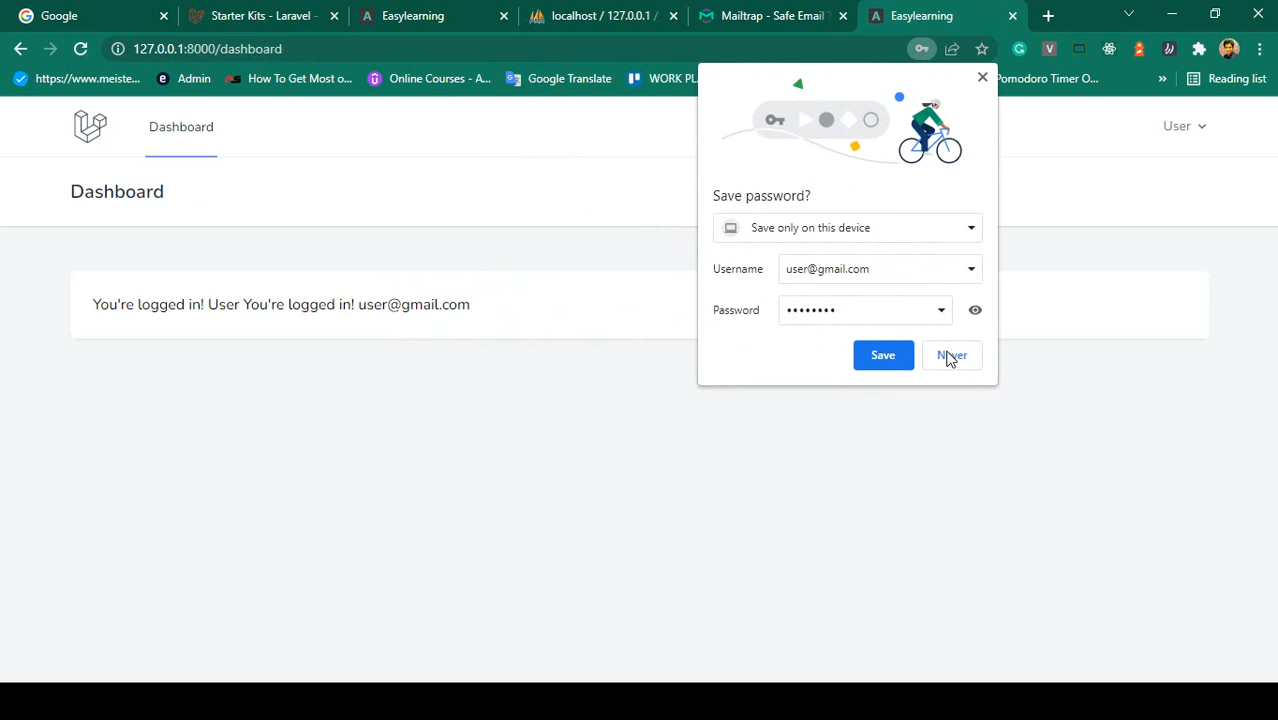 Google
Starter Kits - Laravel -
Easylearning
localhost / 127.0.0.1 /
Mailtrap - Safe Email T
Easylearning
127.0.0.1:8000/dashboard
https://www.meiste...
Admin
How To Get Most o...
Online Courses - A...
Google Translate
WORK PL
Pomodoro Timer O...
»
Reading list
Dashboard
User
Dashboard
Save password?
Save only on this device
Username
user@gmail.com
Password
••••••••
Save
Never
You're logged in! User You're logged in! user@gmail.com